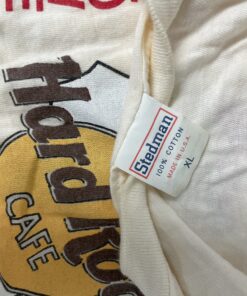 Hard Ro
CAFE
Stedman
100% COTTON
MADE IN U.S.A.
XL